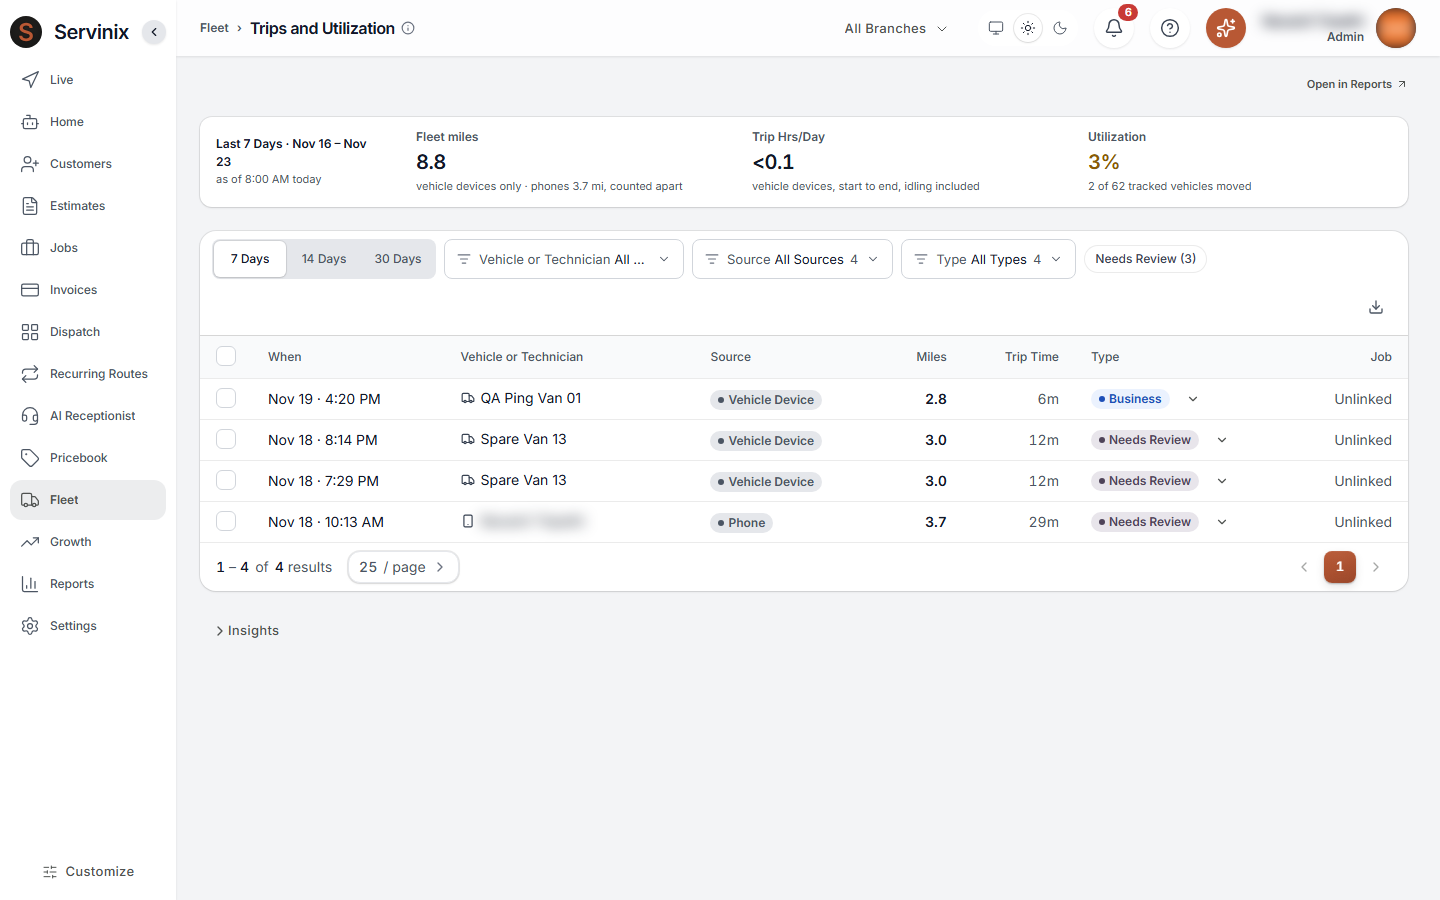 S Servinix
Live
Home
Customers
Estimates
Jobs
Invoices
Dispatch
Recurring Routes
AI Receptionist
Pricebook
Fleet
Growth
Reports
Settings
Customize
Fleet › Trips and Utilization
All Branches
6
Admin
Open in Reports
Last 7 Days · Nov 16 – Nov
23
as of 8:00 AM today
Fleet miles
8.8
vehicle devices only · phones 3.7 mi, counted apart
Trip Hrs/Day
<0.1
vehicle devices, start to end, idling included
Utilization
3%
2 of 62 tracked vehicles moved
7 Days 14 Days 30 Days Vehicle or Technician All ... Source All Sources 4 Type All Types 4 Needs Review (3)
When Vehicle or Technician Source Miles Trip Time Type Job
Nov 19 · 4:20 PM QA Ping Van 01 Vehicle Device 2.8 6m Business Unlinked
Nov 18 · 8:14 PM Spare Van 13 Vehicle Device 3.0 12m Needs Review Unlinked
Nov 18 · 7:29 PM Spare Van 13 Vehicle Device 3.0 12m Needs Review Unlinked
Nov 18 · 10:13 AM Phone 3.7 29m Needs Review Unlinked
1 – 4 of 4 results 25 / page 1
Insights